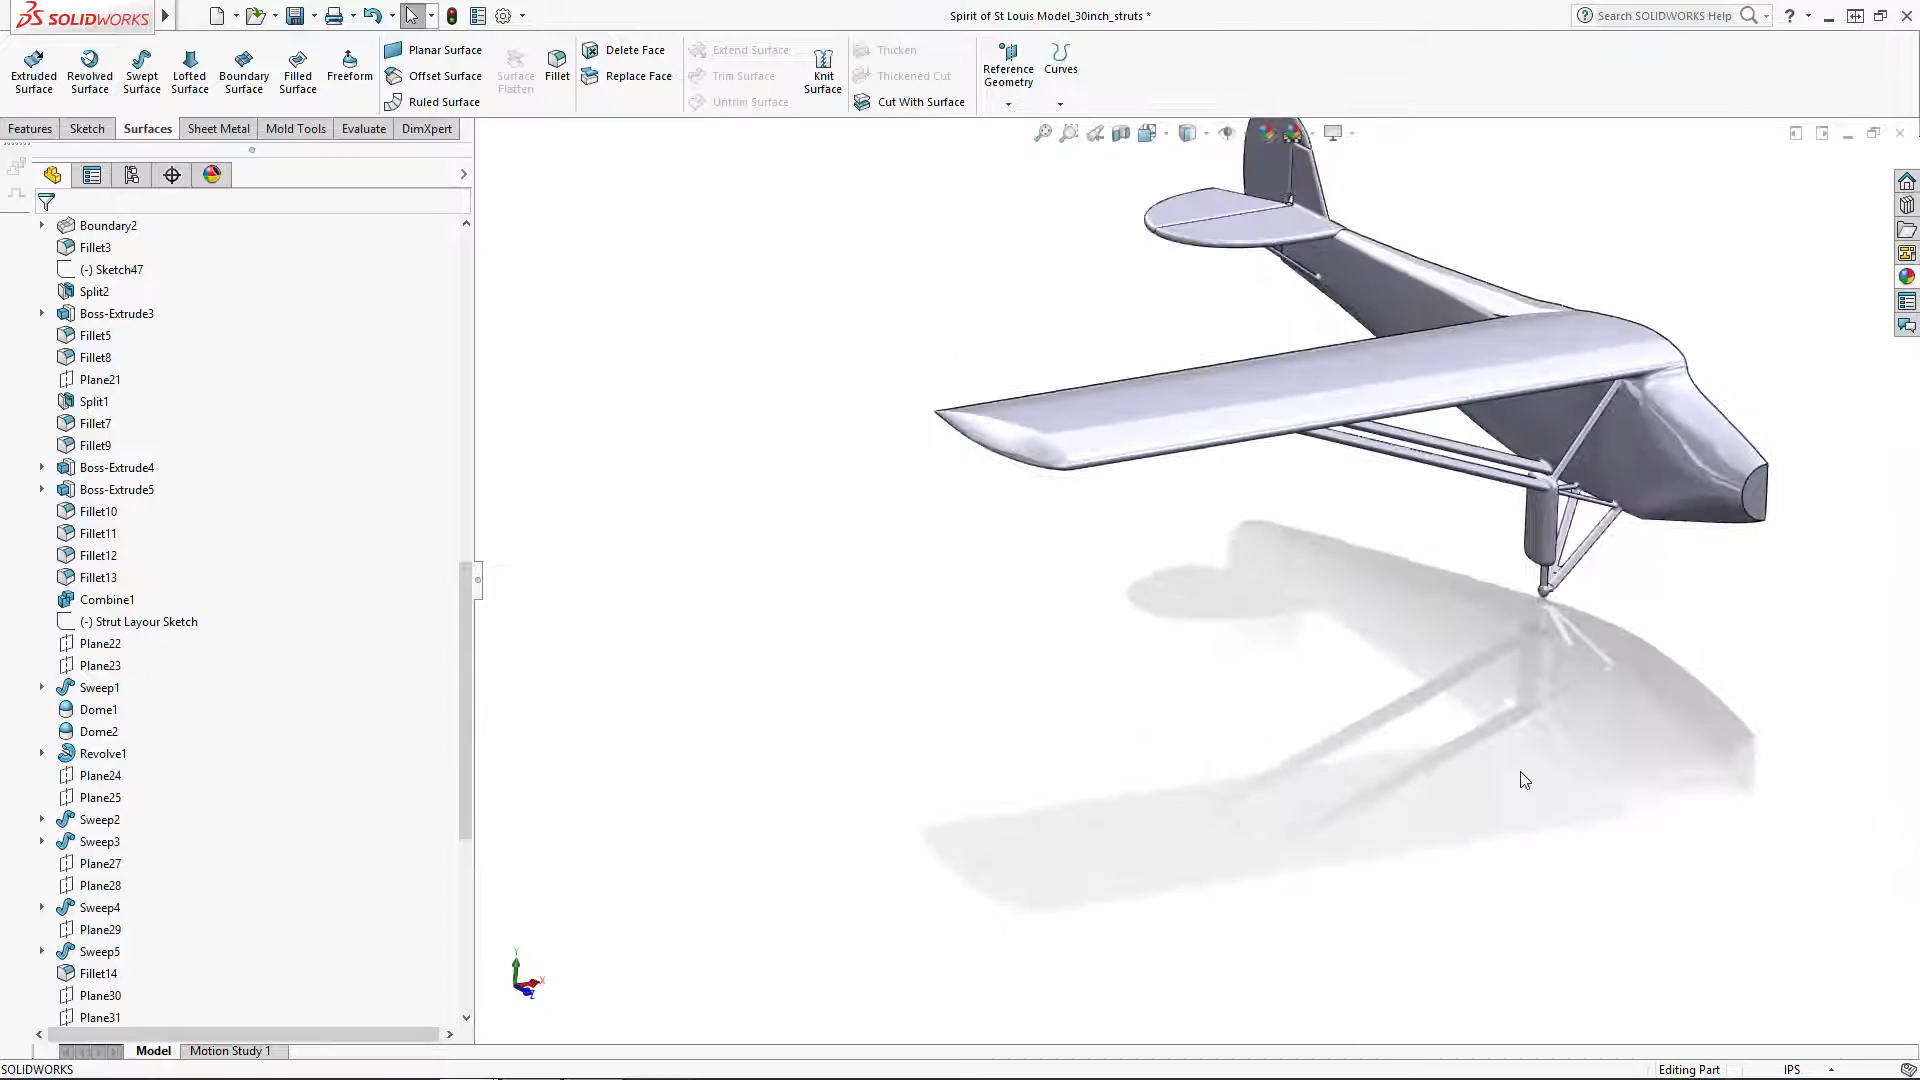 SOLIDWORKS
Spirit of St Louis Model_30inch_struts *
Search SOLIDWORKS Help
Extruded Surface
Revolved Surface
Swept Surface
Lofted Surface
Boundary Surface
Filled Surface
Freeform
Planar Surface
Offset Surface
Ruled Surface
Surface Flatten
Fillet
Delete Face
Replace Face
Extend Surface
Trim Surface
Untrim Surface
Knit Surface
Thicken
Thickened Cut
Cut With Surface
Reference Geometry
Curves
Features
Sketch
Surfaces
Sheet Metal
Mold Tools
Evaluate
DimXpert
Boundary2
Fillet3
(-) Sketch47
Split2
Boss-Extrude3
Fillet5
Fillet8
Plane21
Split1
Fillet7
Fillet9
Boss-Extrude4
Boss-Extrude5
Fillet10
Fillet11
Fillet12
Fillet13
Combine1
(-) Strut Layour Sketch
Plane22
Plane23
Sweep1
Dome1
Dome2
Revolve1
Plane24
Plane25
Sweep2
Sweep3
Plane27
Plane28
Sweep4
Plane29
Sweep5
Fillet14
Plane30
Plane31
Y
X
Z
Model
Motion Study 1
SOLIDWORKS
Editing Part
IPS